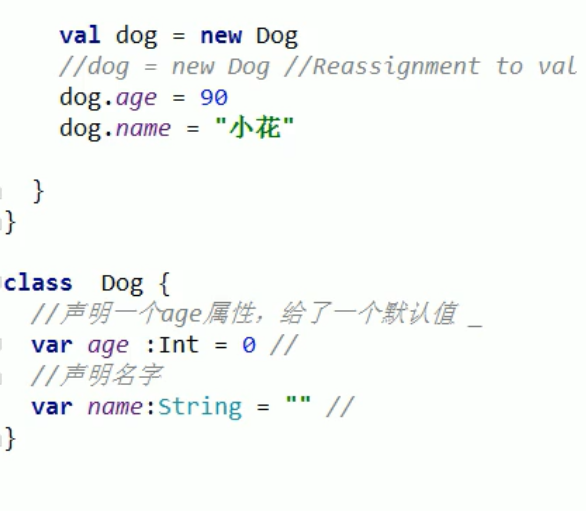 val dog = new Dog
//dog = new Dog //Reassignment to val
dog.age = 90
dog.name = "小花"
}
}
class Dog {
//声明一个age属性，给了一个默认值 _
var age :Int = 0 //
//声明名字
var name:String = "" //
}